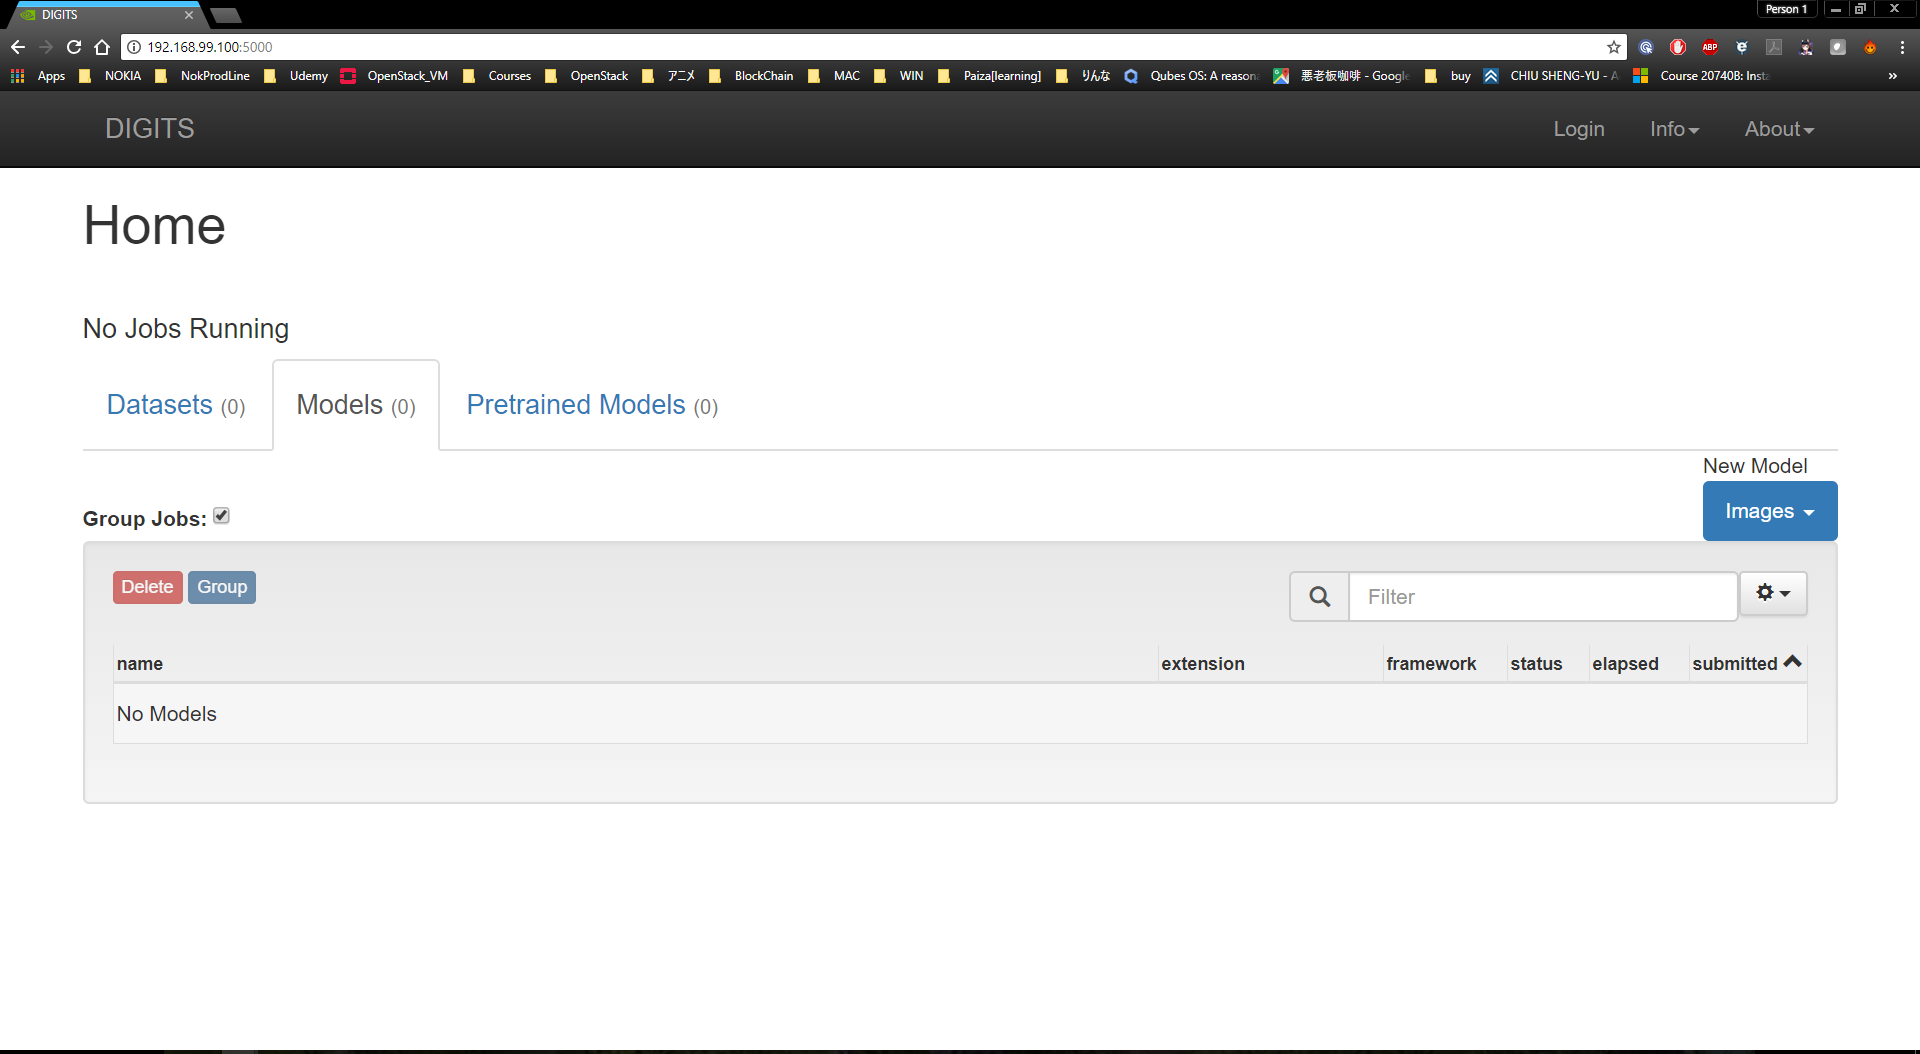 DIGITS
Person 1
192.168.99.100:5000
ABP
Apps NOKIA NokProdLine Udemy OpenStack_VM Courses OpenStack アニメ BlockChain MAC WIN Paiza[learning] りんな Qubes OS: A reason 悪老板咖啡 - Google buy CHIU SHENG-YU - A Course 20740B: Insta »
DIGITS Login Info About
Home
No Jobs Running
Datasets (0) Models (0) Pretrained Models (0)
New Model
Group Jobs: Images
Delete Group Filter
name extension framework status elapsed submitted
No Models